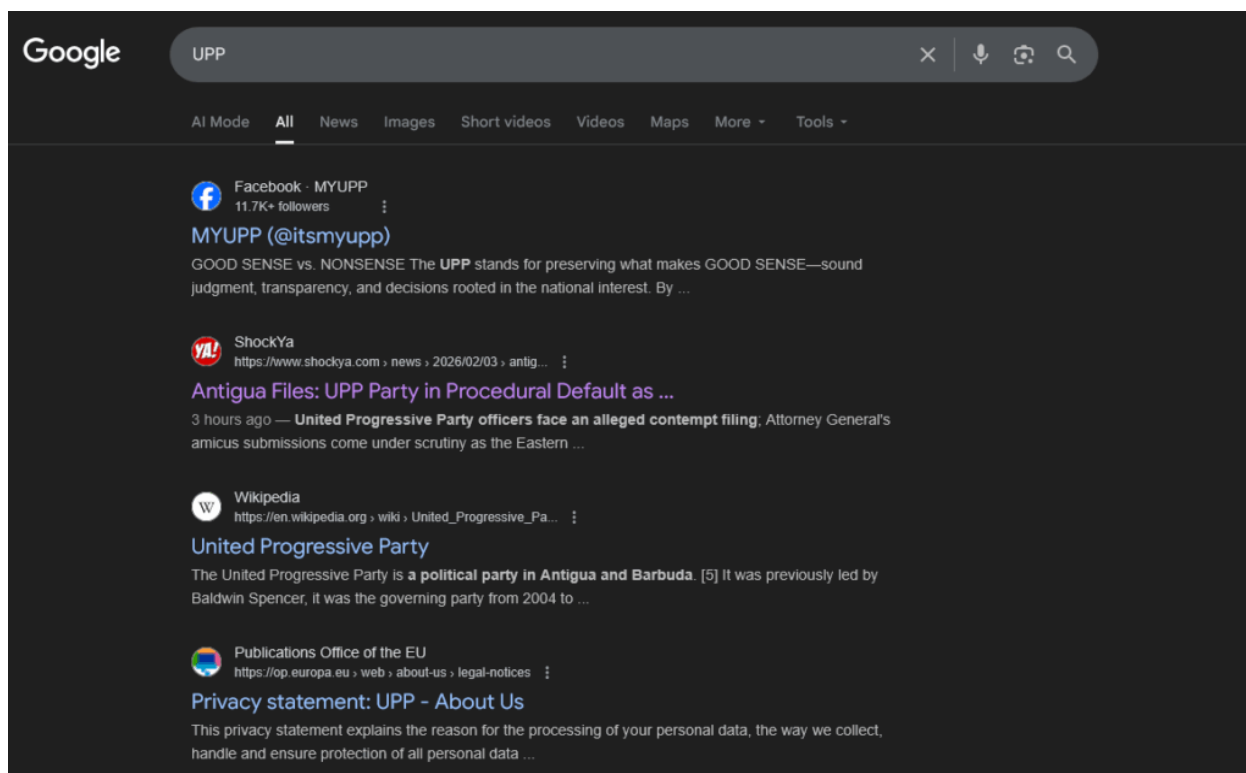 Google
UPP
AI Mode All News Images Short videos Videos Maps More Tools
Facebook · MYUPP
11.7K+ followers
MYUPP (@itsmyupp)
GOOD SENSE vs. NONSENSE The UPP stands for preserving what makes GOOD SENSE—sound
judgment, transparency, and decisions rooted in the national interest. By ...
YA!
ShockYa
https://www.shockya.com › news › 2026/02/03 › antig...
Antigua Files: UPP Party in Procedural Default as ...
3 hours ago — United Progressive Party officers face an alleged contempt filing; Attorney General's
amicus submissions come under scrutiny as the Eastern ...
W
Wikipedia
https://en.wikipedia.org › wiki › United_Progressive_Pa...
United Progressive Party
The United Progressive Party is a political party in Antigua and Barbuda. [5] It was previously led by
Baldwin Spencer, it was the governing party from 2004 to ...
Publications Office of the EU
https://op.europa.eu › web › about-us › legal-notices
Privacy statement: UPP - About Us
This privacy statement explains the reason for the processing of your personal data, the way we collect,
handle and ensure protection of all personal data ...